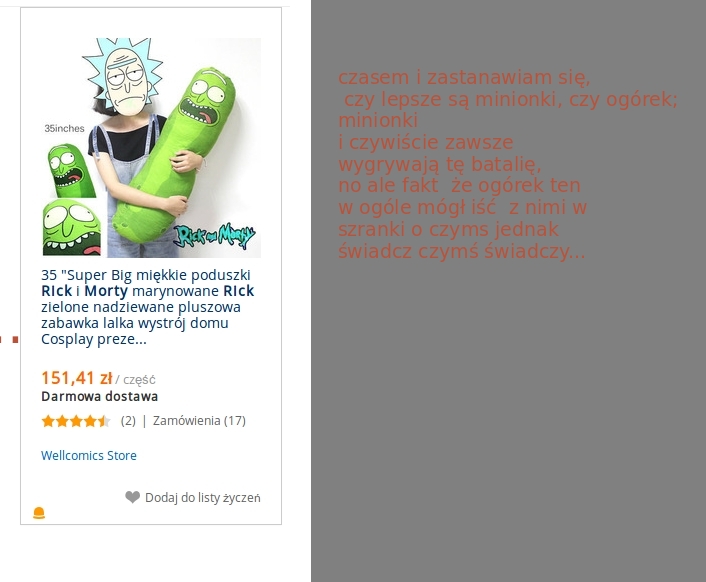 35inches
Rick and Morty
35 "Super Big miękkie poduszki
RIck i Morty marynowane RIck
zielone nadziewane pluszowa
zabawka lalka wystrój domu
Cosplay preze...
151,41 zł / część
Darmowa dostawa
(2) | Zamówienia (17)
Wellcomics Store
Dodaj do listy życzeń
czasem i zastanawiam się,
czy lepsze są minionki, czy ogórek;
minionki
i czywiście zawsze
wygrywają tę batalię,
no ale fakt że ogórek ten
w ogóle mógł iść z nimi w
szranki o czyms jednak
świadcz czymś świadczy...